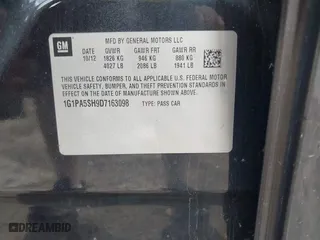 GM
MFD BY GENERAL MOTORS LLC
DATE GVWR GAWR FRT GAWR RR
10/12 1826 KG 946 KG 880 KG
4027 LB 2086 LB 1941 LB
THIS VEHICLE CONFORMS TO ALL APPLICABLE U.S. FEDERAL MOTOR
VEHICLE SAFETY, BUMPER, AND THEFT PREVENTION STANDARDS IN
EFFECT ON THE DATE OF MANUFACTURE SHOWN ABOVE.
1G1PA5SH9D7163098 TYPE: PASS CAR
DREAMBID